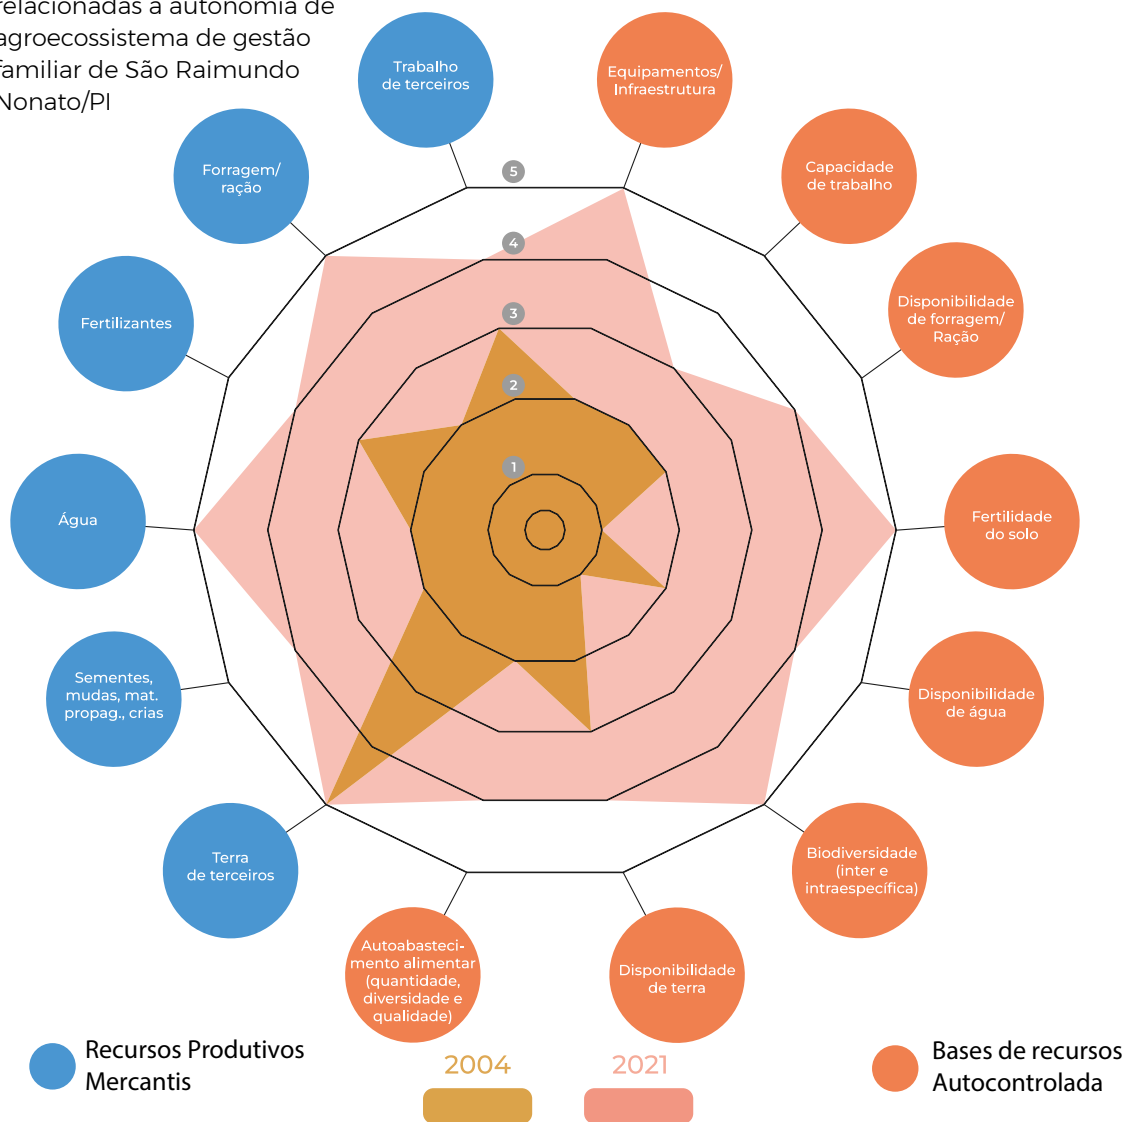 relacionadas à autonomia de
agroecossistema de gestão
familiar de São Raimundo
Nonato/PI
Trabalho
de terceiros
Equipamentos/
Infraestrutura
Forragem/
ração
Capacidade
de trabalho
Fertilizantes
Disponibilidade
de forragem/
Ração
Água
Fertilidade
do solo
Sementes,
mudas, mat.
propag., crias
Disponibilidade
de água
Terra
de terceiros
Biodiversidade
(inter e
intraespecífica)
Autoabasteci-
mento alimentar
(quantidade,
diversidade e
qualidade)
Disponibilidade
de terra
5
4
3
2
1
Recursos Produtivos
Mercantis
2004
2021
Bases de recursos
Autocontrolada